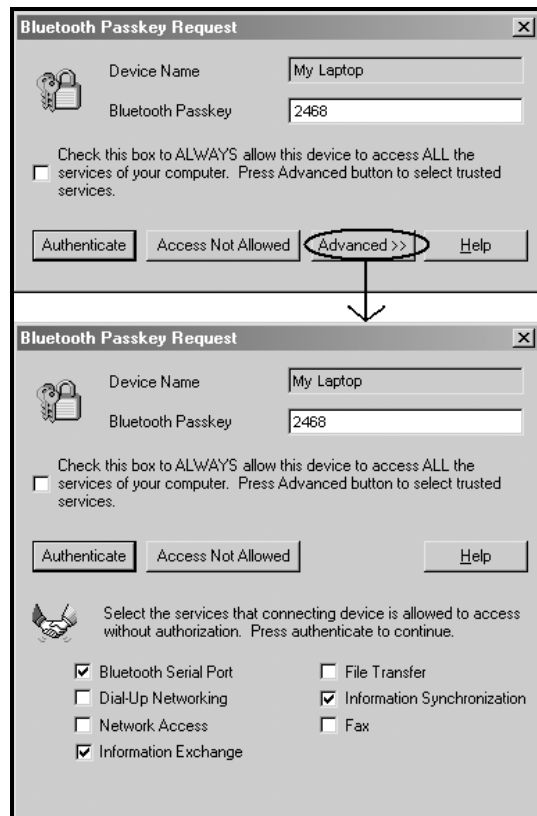 Bluetooth Passkey Request
Device Name My Laptop
Bluetooth Passkey 2468
Check this box to ALWAYS allow this device to access ALL the
services of your computer. Press Advanced button to select trusted
services.
Authenticate Access Not Allowed Advanced >> Help
Bluetooth Passkey Request
Device Name My Laptop
Bluetooth Passkey 2468
Check this box to ALWAYS allow this device to access ALL the
services of your computer. Press Advanced button to select trusted
services.
Authenticate Access Not Allowed Help
Select the services that connecting device is allowed to access
without authorization. Press authenticate to continue.
Bluetooth Serial Port File Transfer
Dial-Up Networking Information Synchronization
Network Access Fax
Information Exchange